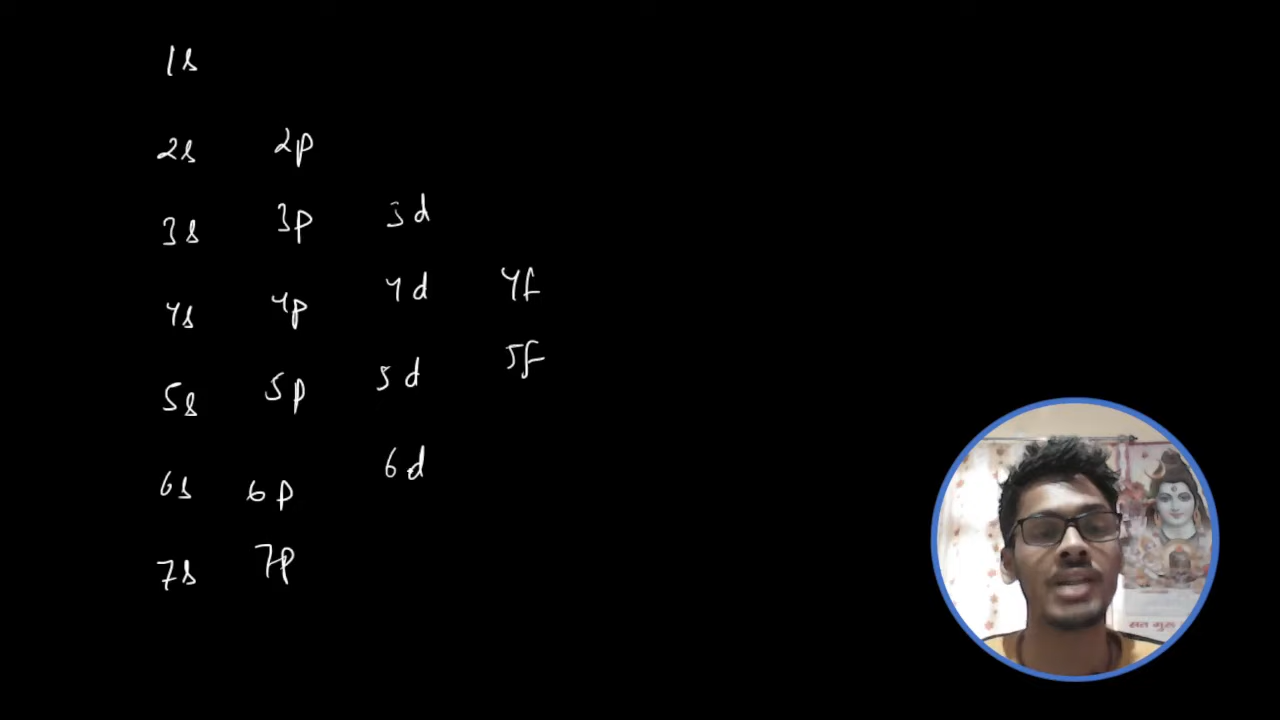 1s
2s 2p
3s 3p 3d
4s 4p 4d 4f
5s 5p 5d 5f
6s 6p 6d
7s 7p